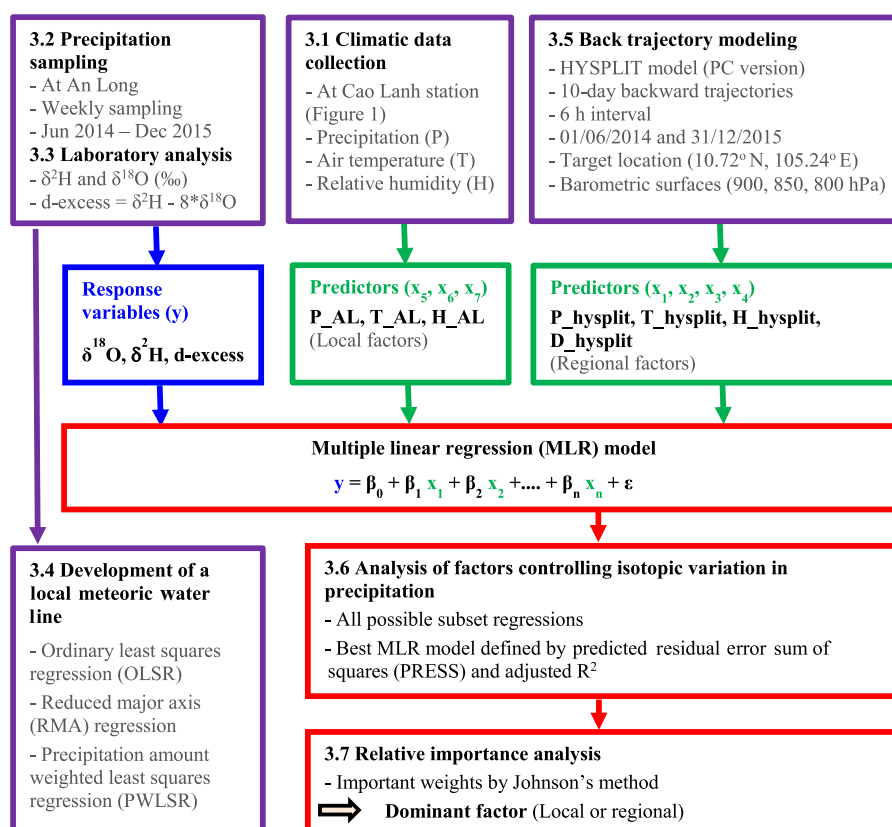 3.2 Precipitation
sampling
- At An Long
- Weekly sampling
- Jun 2014 – Dec 2015
3.3 Laboratory analysis
- δ²H and δ¹⁸O (‰)
- d-excess = δ²H - 8*δ¹⁸O
3.1 Climatic data
collection
- At Cao Lanh station
(Figure 1)
- Precipitation (P)
- Air temperature (T)
- Relative humidity (H)
3.5 Back trajectory modeling
- HYSPLIT model (PC version)
- 10-day backward trajectories
- 6 h interval
- 01/06/2014 and 31/12/2015
- Target location (10.72° N, 105.24° E)
- Barometric surfaces (900, 850, 800 hPa)
Response
variables (y)
δ¹⁸O, δ²H, d-excess
Predictors (x₅, x₆, x₇)
P_AL, T_AL, H_AL
(Local factors)
Predictors (x₁, x₂, x₃, x₄)
P_hysplit, T_hysplit, H_hysplit,
D_hysplit
(Regional factors)
Multiple linear regression (MLR) model
y = β₀ + β₁ x₁ + β₂ x₂ +.... + βₙ xₙ + ε
3.4 Development of a
local meteoric water
line
- Ordinary least squares
regression (OLSR)
- Reduced major axis
(RMA) regression
- Precipitation amount
weighted least squares
regression (PWLSR)
3.6 Analysis of factors controlling isotopic variation in
precipitation
- All possible subset regressions
- Best MLR model defined by predicted residual error sum of
squares (PRESS) and adjusted R²
3.7 Relative importance analysis
- Important weights by Johnson’s method
Dominant factor (Local or regional)